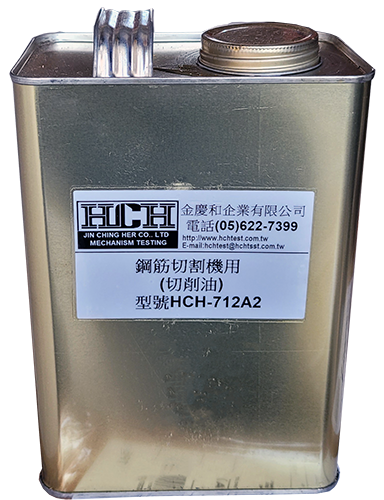 HCH
JIN CHING HER CO., LTD
MECHANISM TESTING
金慶和企業有限公司
電話(05)622-7399
http://www.hchtest.com.tw
E-mail:hchtest@hchtsst.com.tw
鋼筋切割機用
(切削油)
型號HCH-712A2